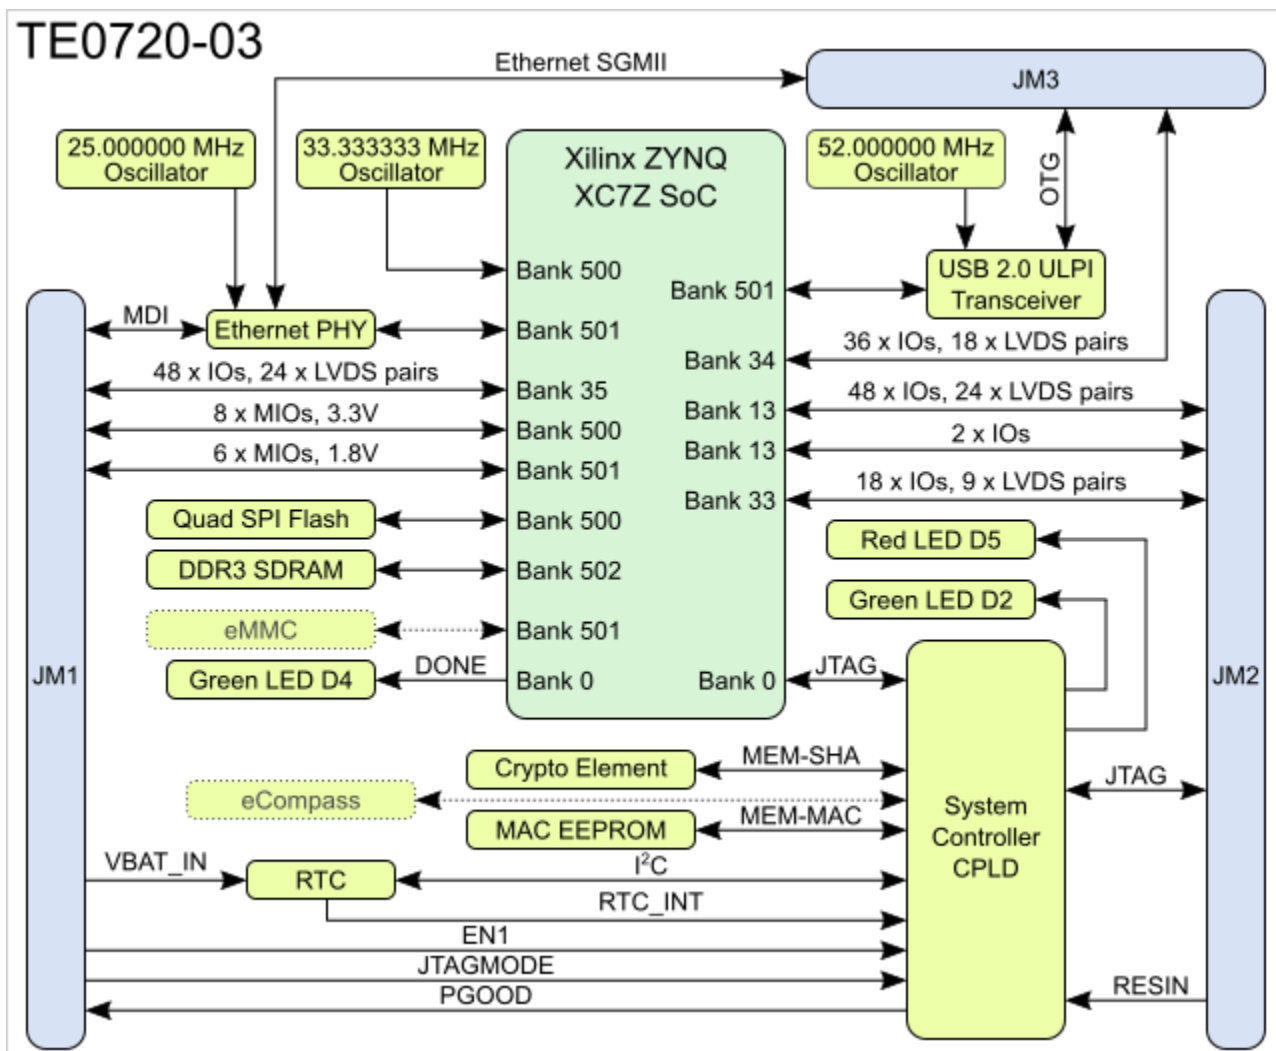 TE0720-03
Ethernet SGMII
JM3
25.000000 MHz
Oscillator
33.333333 MHz
Oscillator
Xilinx ZYNQ
XC7Z SoC
52.000000 MHz
Oscillator
OTG
Bank 500
USB 2.0 ULPI
Transceiver
Bank 501
MDI
Ethernet PHY
Bank 501
36 x IOs, 18 x LVDS pairs
Bank 34
48 x IOs, 24 x LVDS pairs
Bank 35
48 x IOs, 24 x LVDS pairs
Bank 13
8 x MIOs, 3.3V
Bank 500
2 x IOs
Bank 13
6 x MIOs, 1.8V
Bank 501
18 x IOs, 9 x LVDS pairs
Bank 33
Quad SPI Flash
Bank 500
Red LED D5
DDR3 SDRAM
Bank 502
Green LED D2
eMMC
Bank 501
JM1
Green LED D4
DONE
Bank 0
Bank 0
JTAG
JM2
Crypto Element
MEM-SHA
JTAG
eCompass
System
Controller
CPLD
MAC EEPROM
MEM-MAC
VBAT_IN
RTC
I²C
RTC_INT
EN1
JTAGMODE
PGOOD
RESIN